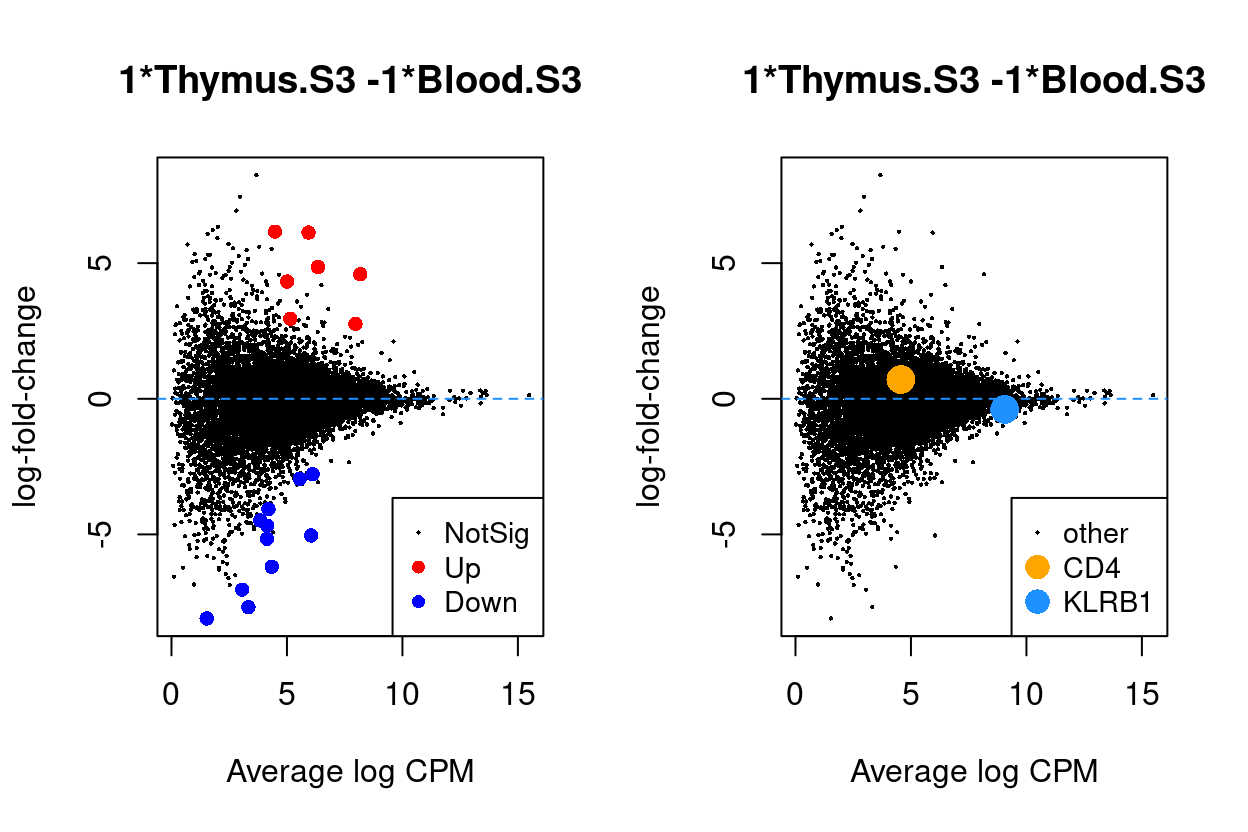 1*Thymus.S3 -1*Blood.S3
log-fold-change
5
0
-5
NotSig
Up
Down
0 5 10 15
Average log CPM
1*Thymus.S3 -1*Blood.S3
log-fold-change
5
0
-5
other
CD4
KLRB1
0 5 10 15
Average log CPM